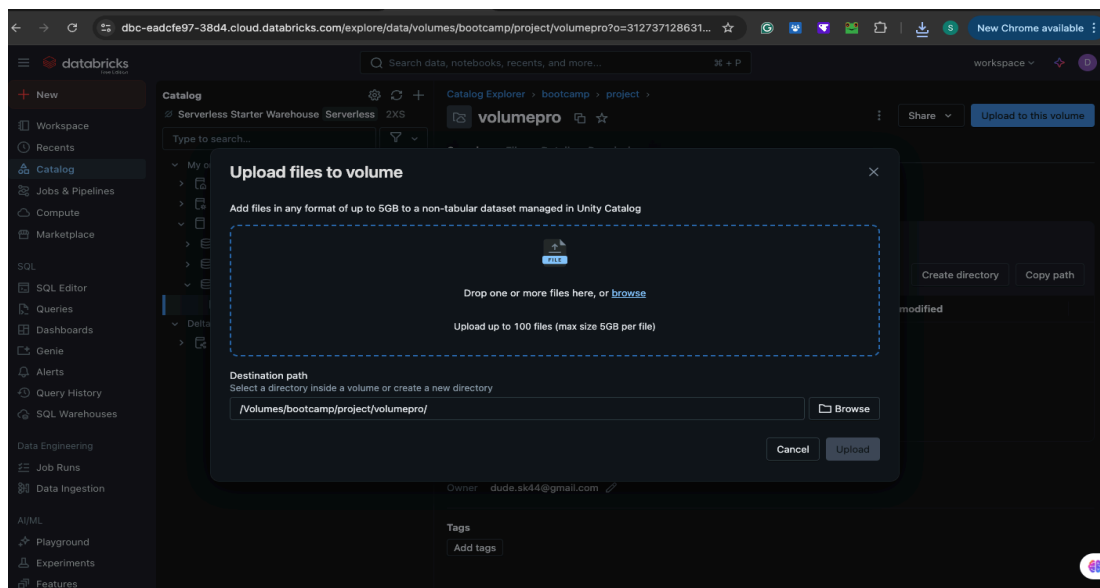 dbc-eadcfe97-38d4.cloud.databricks.com/explore/data/volumes/bootcamp/project/volumepro?o=312737128631...
S
New Chrome available
databricks
Free Edition
Search data, notebooks, recents, and more...
⌘ + P
workspace
D
New
Workspace
Recents
Catalog
Jobs & Pipelines
Compute
Marketplace
SQL
SQL Editor
Queries
Dashboards
Genie
Alerts
Query History
SQL Warehouses
Data Engineering
Job Runs
Data Ingestion
AI/ML
Playground
Experiments
Features
Catalog
Serverless Starter Warehouse Serverless 2XS
Type to search...
My o
Delta
Catalog Explorer › bootcamp › project ›
volumepro
Share
Upload to this volume
Create directory
Copy path
modified
Upload files to volume
Add files in any format of up to 5GB to a non-tabular dataset managed in Unity Catalog
FILE
Drop one or more files here, or browse
Upload up to 100 files (max size 5GB per file)
Destination path
Select a directory inside a volume or create a new directory
/Volumes/bootcamp/project/volumepro/
Browse
Cancel
Upload
Owner dude.sk44@gmail.com
Tags
Add tags